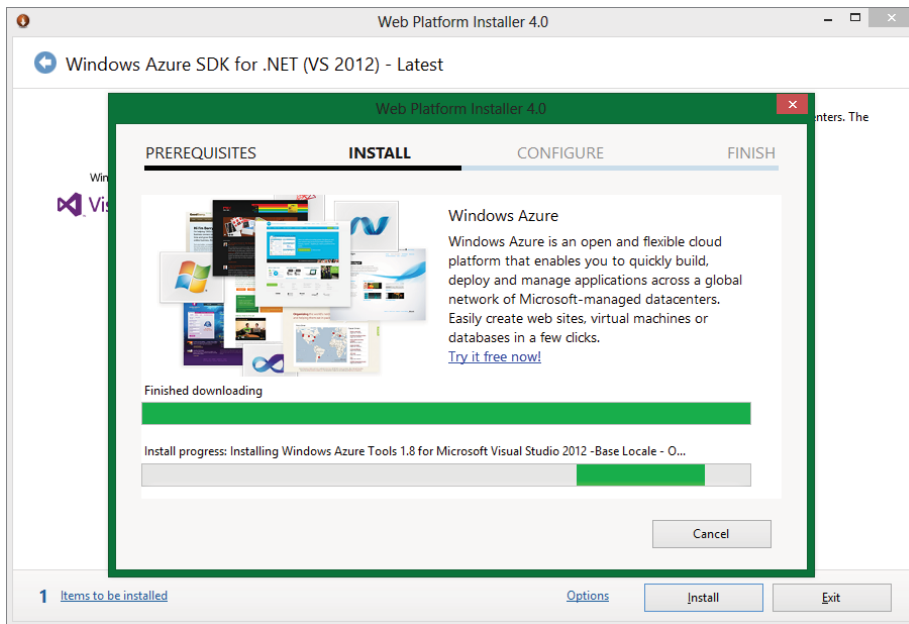 Web Platform Installer 4.0
Windows Azure SDK for .NET (VS 2012) - Latest
Web Platform Installer 4.0
enters. The
PREREQUISITES INSTALL CONFIGURE FINISH
Win
Vis
Windows Azure
Windows Azure is an open and flexible cloud
platform that enables you to quickly build,
deploy and manage applications across a global
network of Microsoft-managed datacenters.
Easily create web sites, virtual machines or
databases in a few clicks.
Try it free now!
Finished downloading
Install progress: Installing Windows Azure Tools 1.8 for Microsoft Visual Studio 2012 -Base Locale - O...
Cancel
1 Items to be installed Options Install Exit